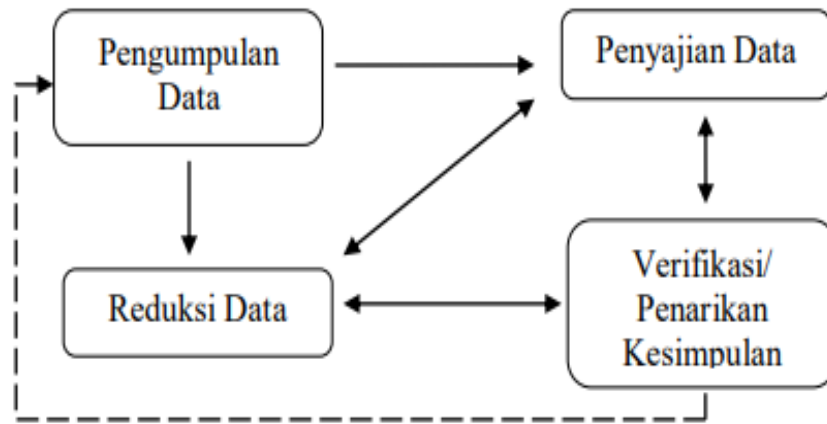 Pengumpulan
Data
Penyajian Data
Reduksi Data
Verifikasi/
Penarikan
Kesimpulan